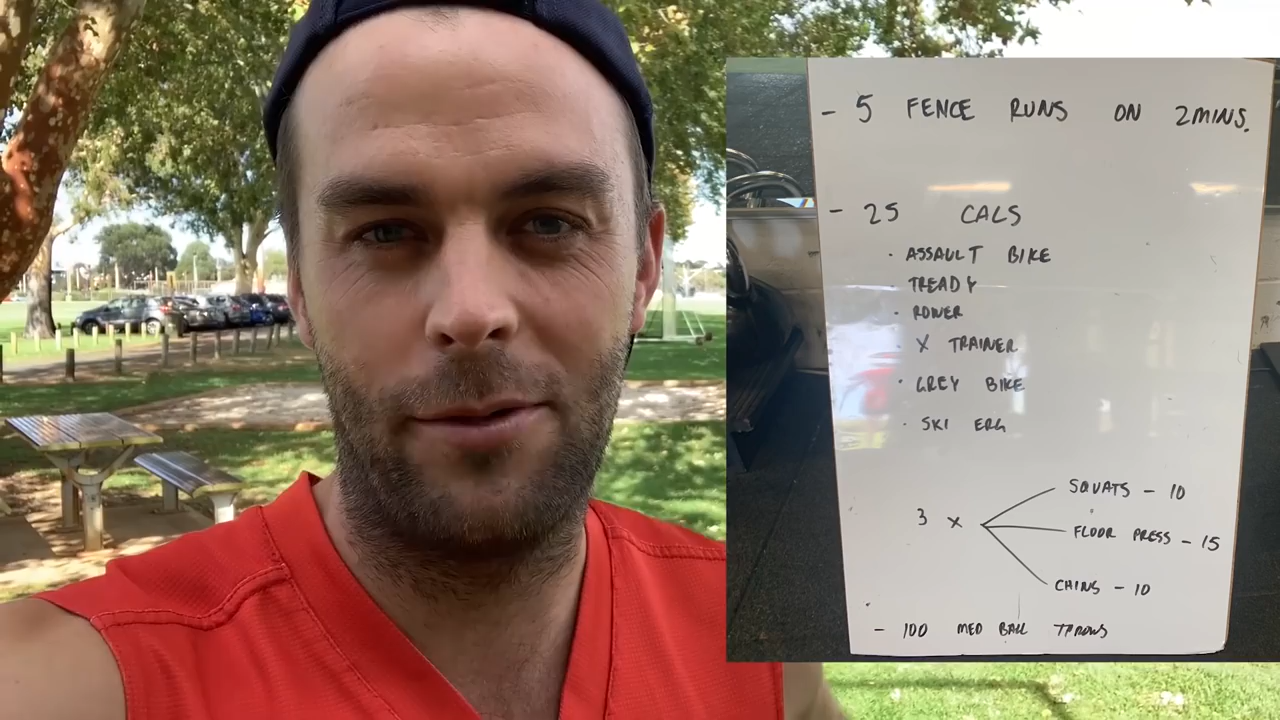 - 5 FENCE RUNS ON 2MINS.
- 25 CALS
· ASSAULT BIKE
· TREADY
· ROWER
· X TRAINER
· GREY BIKE
· SKI ERG
3 x
SQUATS - 10
FLOOR PRESS - 15
CHINS - 10
- 100 MED BALL THROWS